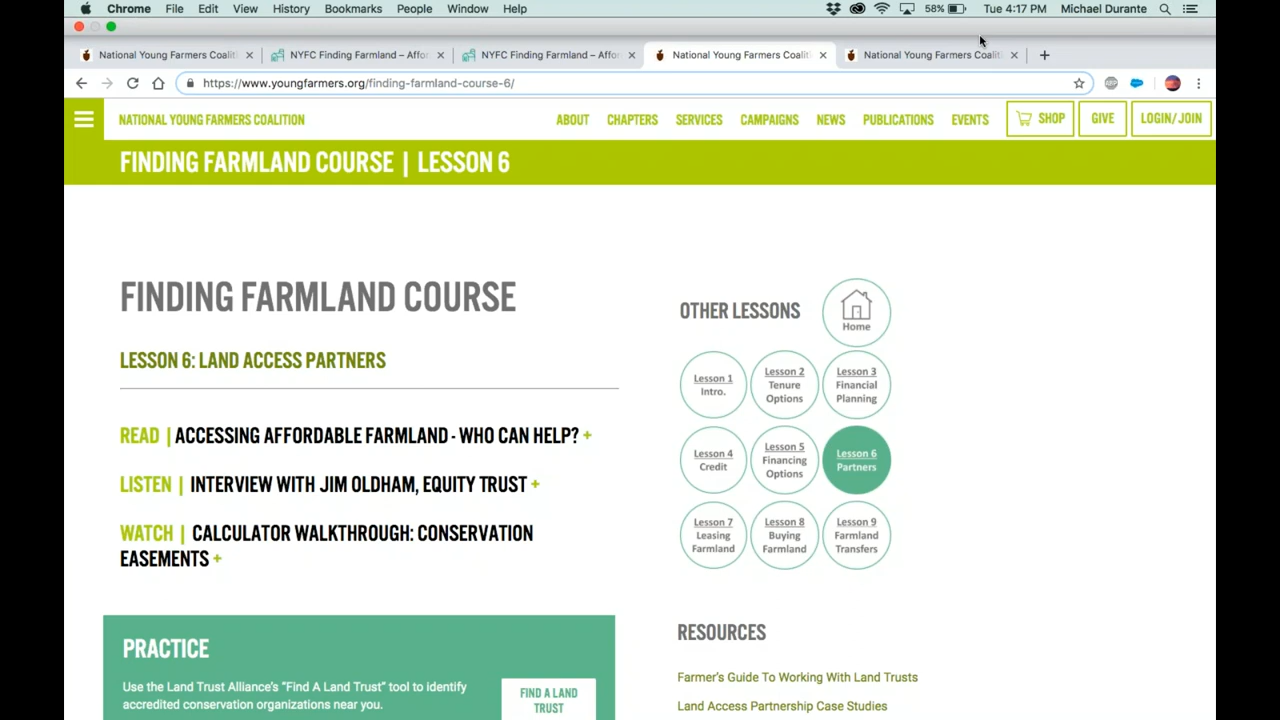 Chrome File Edit View History Bookmarks People Window Help 58% Tue 4:17 PM Michael Durante
National Young Farmers Coaliti
NYFC Finding Farmland – Affor
NYFC Finding Farmland – Affor
National Young Farmers Coaliti
National Young Farmers Coaliti
https://www.youngfarmers.org/finding-farmland-course-6/
NATIONAL YOUNG FARMERS COALITION ABOUT CHAPTERS SERVICES CAMPAIGNS NEWS PUBLICATIONS EVENTS SHOP GIVE LOGIN/JOIN
FINDING FARMLAND COURSE | LESSON 6
FINDING FARMLAND COURSE
LESSON 6: LAND ACCESS PARTNERS
READ | ACCESSING AFFORDABLE FARMLAND - WHO CAN HELP? +
LISTEN | INTERVIEW WITH JIM OLDHAM, EQUITY TRUST +
WATCH | CALCULATOR WALKTHROUGH: CONSERVATION
EASEMENTS +
PRACTICE
Use the Land Trust Alliance's "Find A Land Trust" tool to identify
accredited conservation organizations near you.
FIND A LAND
TRUST
OTHER LESSONS
Home
Lesson 1
Intro.
Lesson 2
Tenure
Options
Lesson 3
Financial
Planning
Lesson 4
Credit
Lesson 5
Financing
Options
Lesson 6
Partners
Lesson 7
Leasing
Farmland
Lesson 8
Buying
Farmland
Lesson 9
Farmland
Transfers
RESOURCES
Farmer's Guide To Working With Land Trusts
Land Access Partnership Case Studies